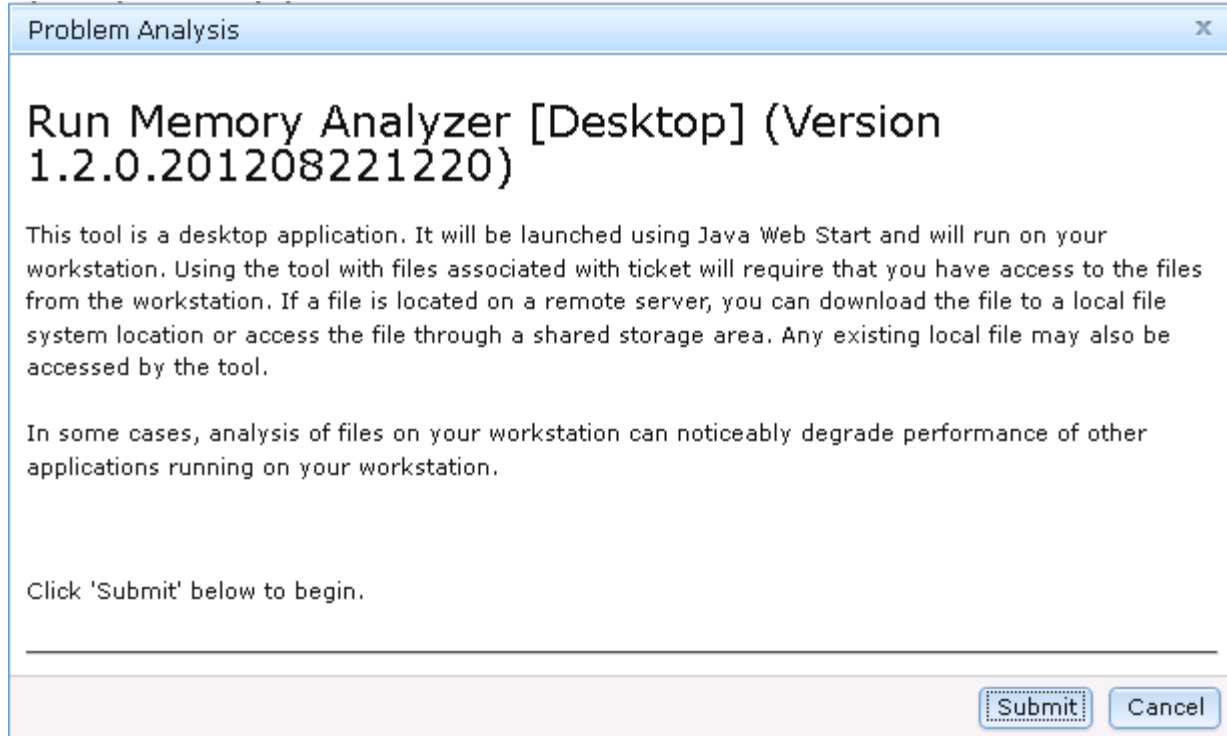 Problem Analysis
x
Run Memory Analyzer [Desktop] (Version
1.2.0.201208221220)
This tool is a desktop application. It will be launched using Java Web Start and will run on your
workstation. Using the tool with files associated with ticket will require that you have access to the files
from the workstation. If a file is located on a remote server, you can download the file to a local file
system location or access the file through a shared storage area. Any existing local file may also be
accessed by the tool.
In some cases, analysis of files on your workstation can noticeably degrade performance of other
applications running on your workstation.
Click 'Submit' below to begin.
Submit Cancel